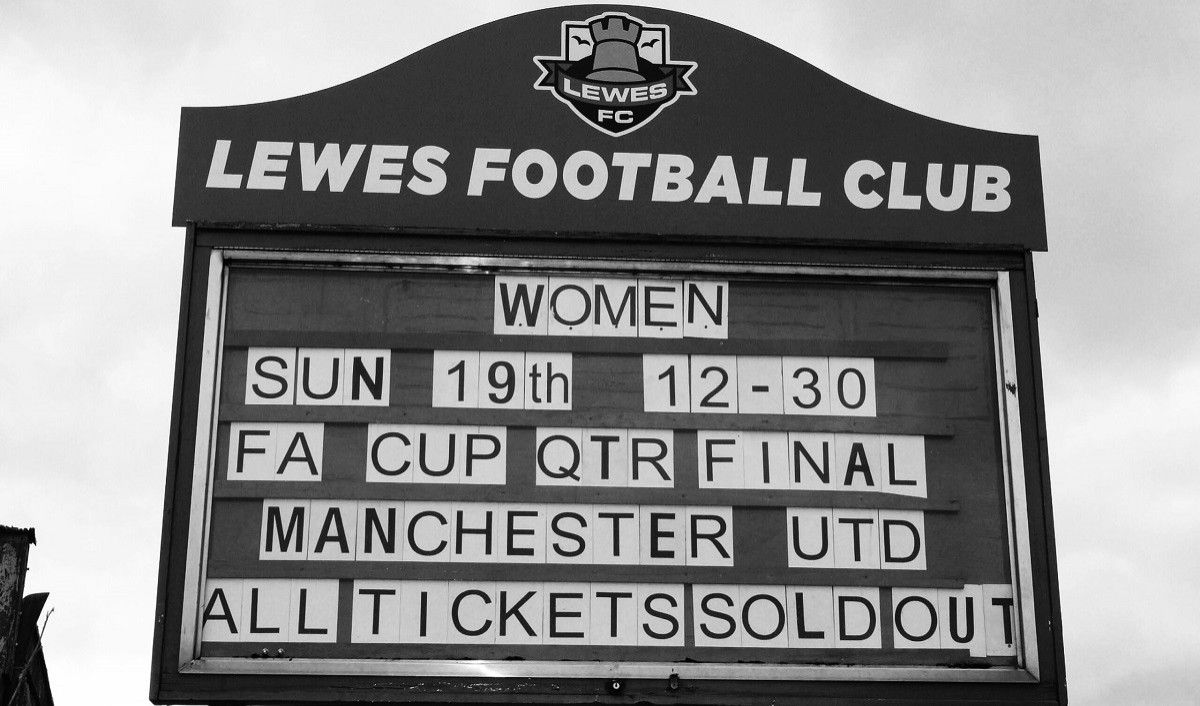 LEWES
FC
LEWES FOOTBALL CLUB
WOMEN
SUN 19th 12-30
FA CUP QTR FINAL
MANCHESTER UTD
ALL TICKETS SOLD OUT